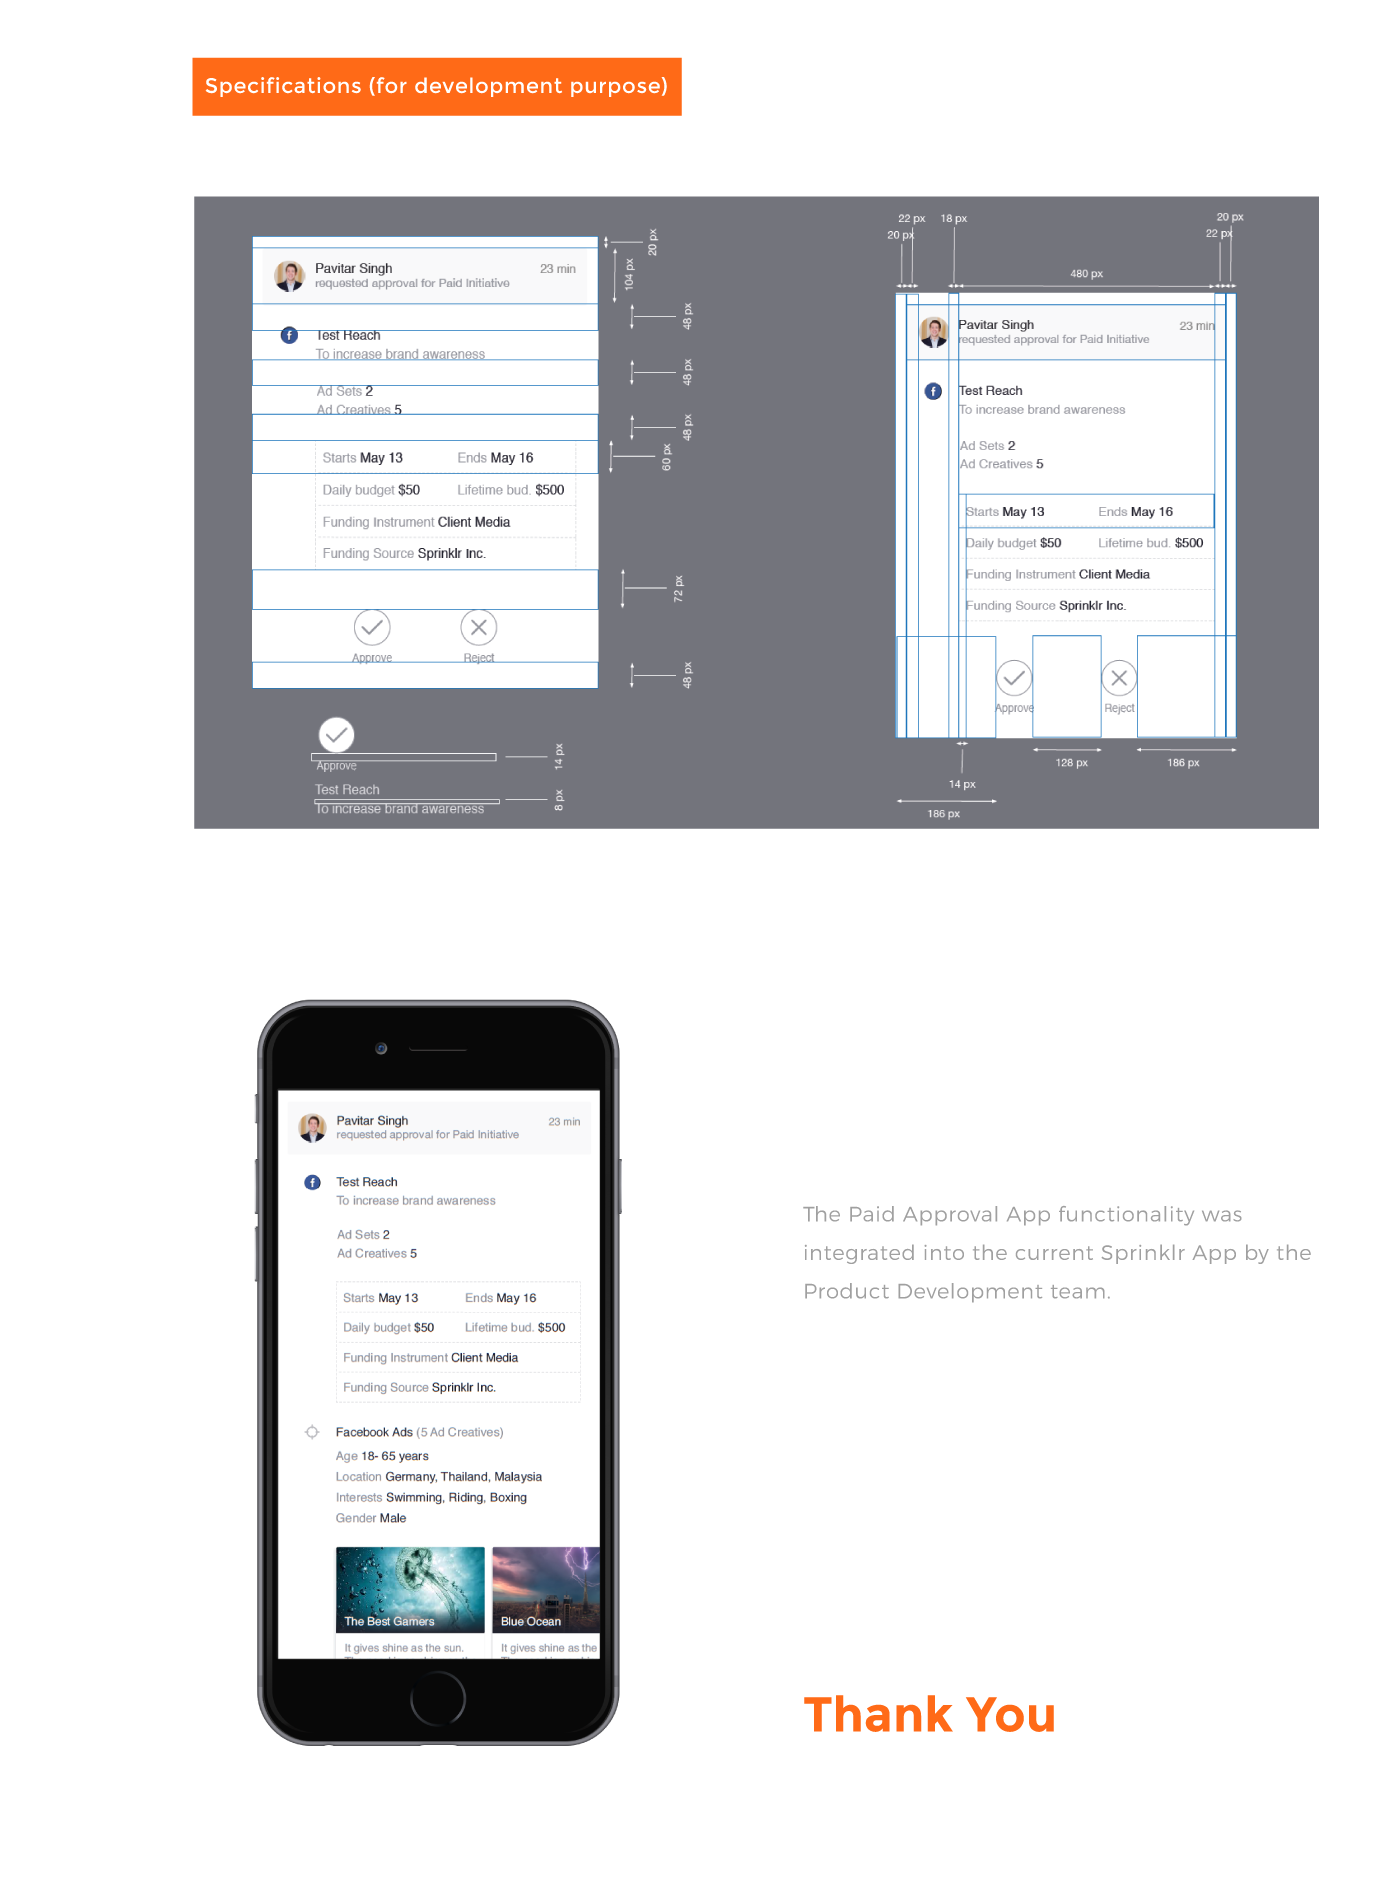 Specifications (for development purpose)
20 px
104 px
Pavitar Singh 23 min
requested approval for Paid Initiative
48 px
Test Reach
To increase brand awareness
48 px
Ad Sets 2
Ad Creatives 5
48 px
60 px
Starts May 13 Ends May 16
Daily budget $50 Lifetime bud. $500
Funding Instrument Client Media
Funding Source Sprinklr Inc.
72 px
Approve Reject
48 px
14 px
Approve
Test Reach
8 px
To increase brand awareness
22 px 18 px 20 px
20 px 22 px
480 px
Pavitar Singh 23 min
requested approval for Paid Initiative
Test Reach
To increase brand awareness
Ad Sets 2
Ad Creatives 5
Starts May 13 Ends May 16
Daily budget $50 Lifetime bud. $500
Funding Instrument Client Media
Funding Source Sprinklr Inc.
Approve Reject
128 px 186 px
14 px
186 px
Pavitar Singh 23 min
requested approval for Paid Initiative
Test Reach
To increase brand awareness
Ad Sets 2
Ad Creatives 5
Starts May 13 Ends May 16
Daily budget $50 Lifetime bud. $500
Funding Instrument Client Media
Funding Source Sprinklr Inc.
Facebook Ads (5 Ad Creatives)
Age 18- 65 years
Location Germany, Thailand, Malaysia
Interests Swimming, Riding, Boxing
Gender Male
The Best Gamers Blue Ocean
It gives shine as the sun. It gives shine as the
The Paid Approval App functionality was
integrated into the current Sprinklr App by the
Product Development team.
Thank You